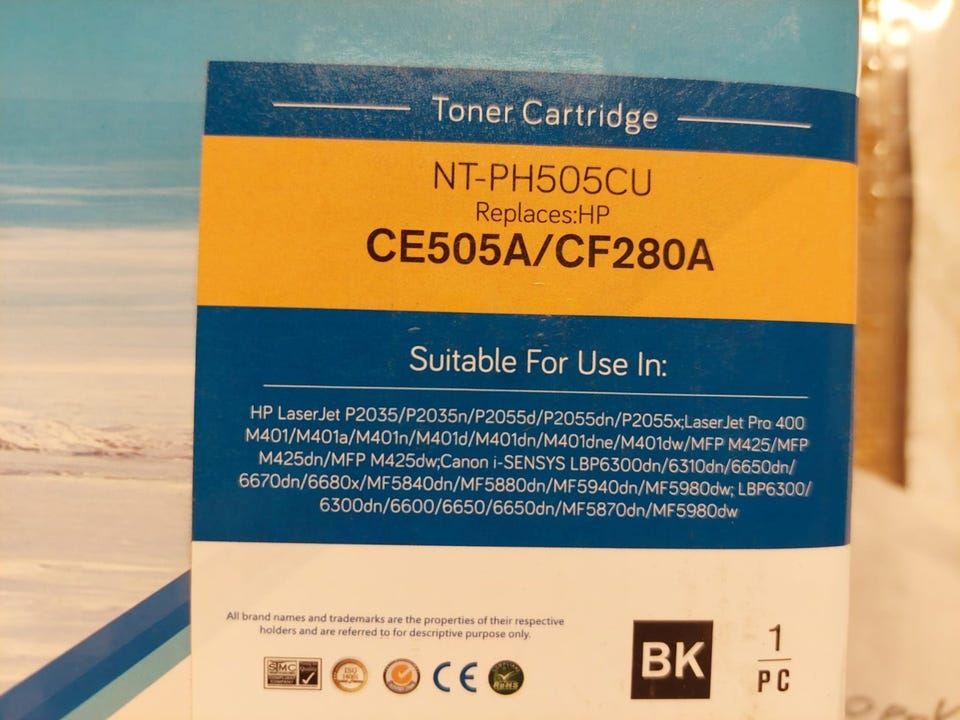 Toner Cartridge
NT-PH505CU
Replaces:HP
CE505A/CF280A
Suitable For Use In:
HP LaserJet P2035/P2035n/P2055d/P2055dn/P2055x;LaserJet Pro 400
M401/M401a/M401n/M401d/M401dn/M401dne/M401dw/MFP M425/MFP
M425dn/MFP M425dw;Canon i-SENSYS LBP6300dn/6310dn/6650dn/
6670dn/6680x/MF5840dn/MF5880dn/MF5940dn/MF5980dw; LBP6300/
6300dn/6600/6650/6650dn/MF5870dn/MF5980dw
All brand names and trademarks are the properties of their respective
holders and are referred to for descriptive purpose only.
STMC
ISO
14001
CE
RoHS
BK
1
PC